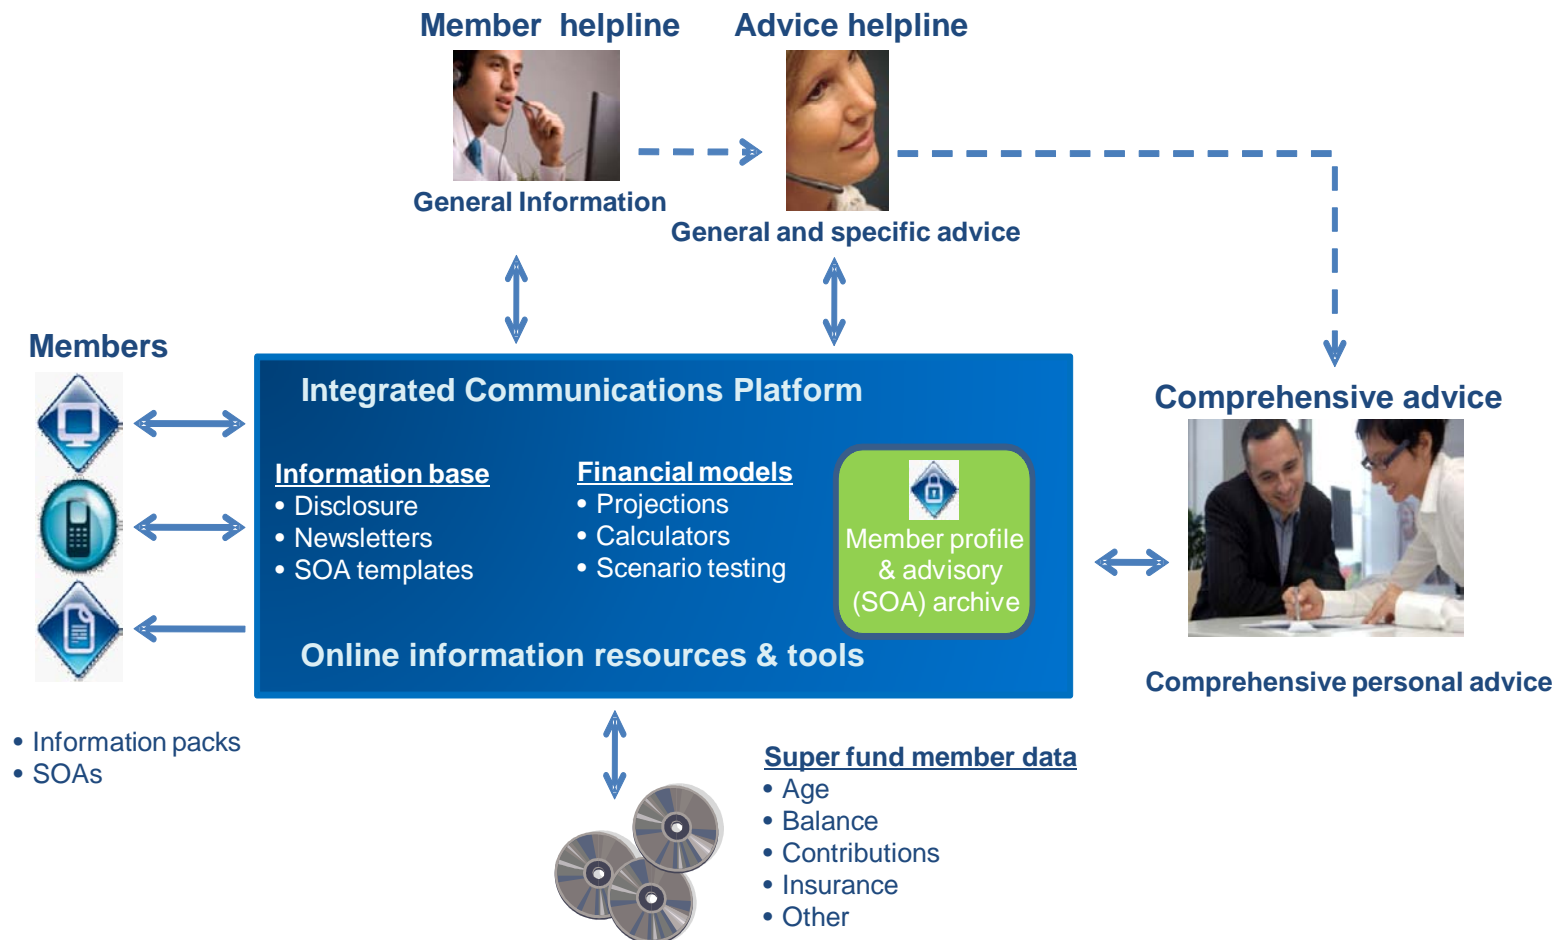 Member helpline
Advice helpline
General Information
General and specific advice
Members
Integrated Communications Platform
Comprehensive advice
Information base
• Disclosure
• Newsletters
• SOA templates
Financial models
• Projections
• Calculators
• Scenario testing
Member profile
& advisory
(SOA) archive
Online information resources & tools
Comprehensive personal advice
• Information packs
• SOAs
Super fund member data
• Age
• Balance
• Contributions
• Insurance
• Other